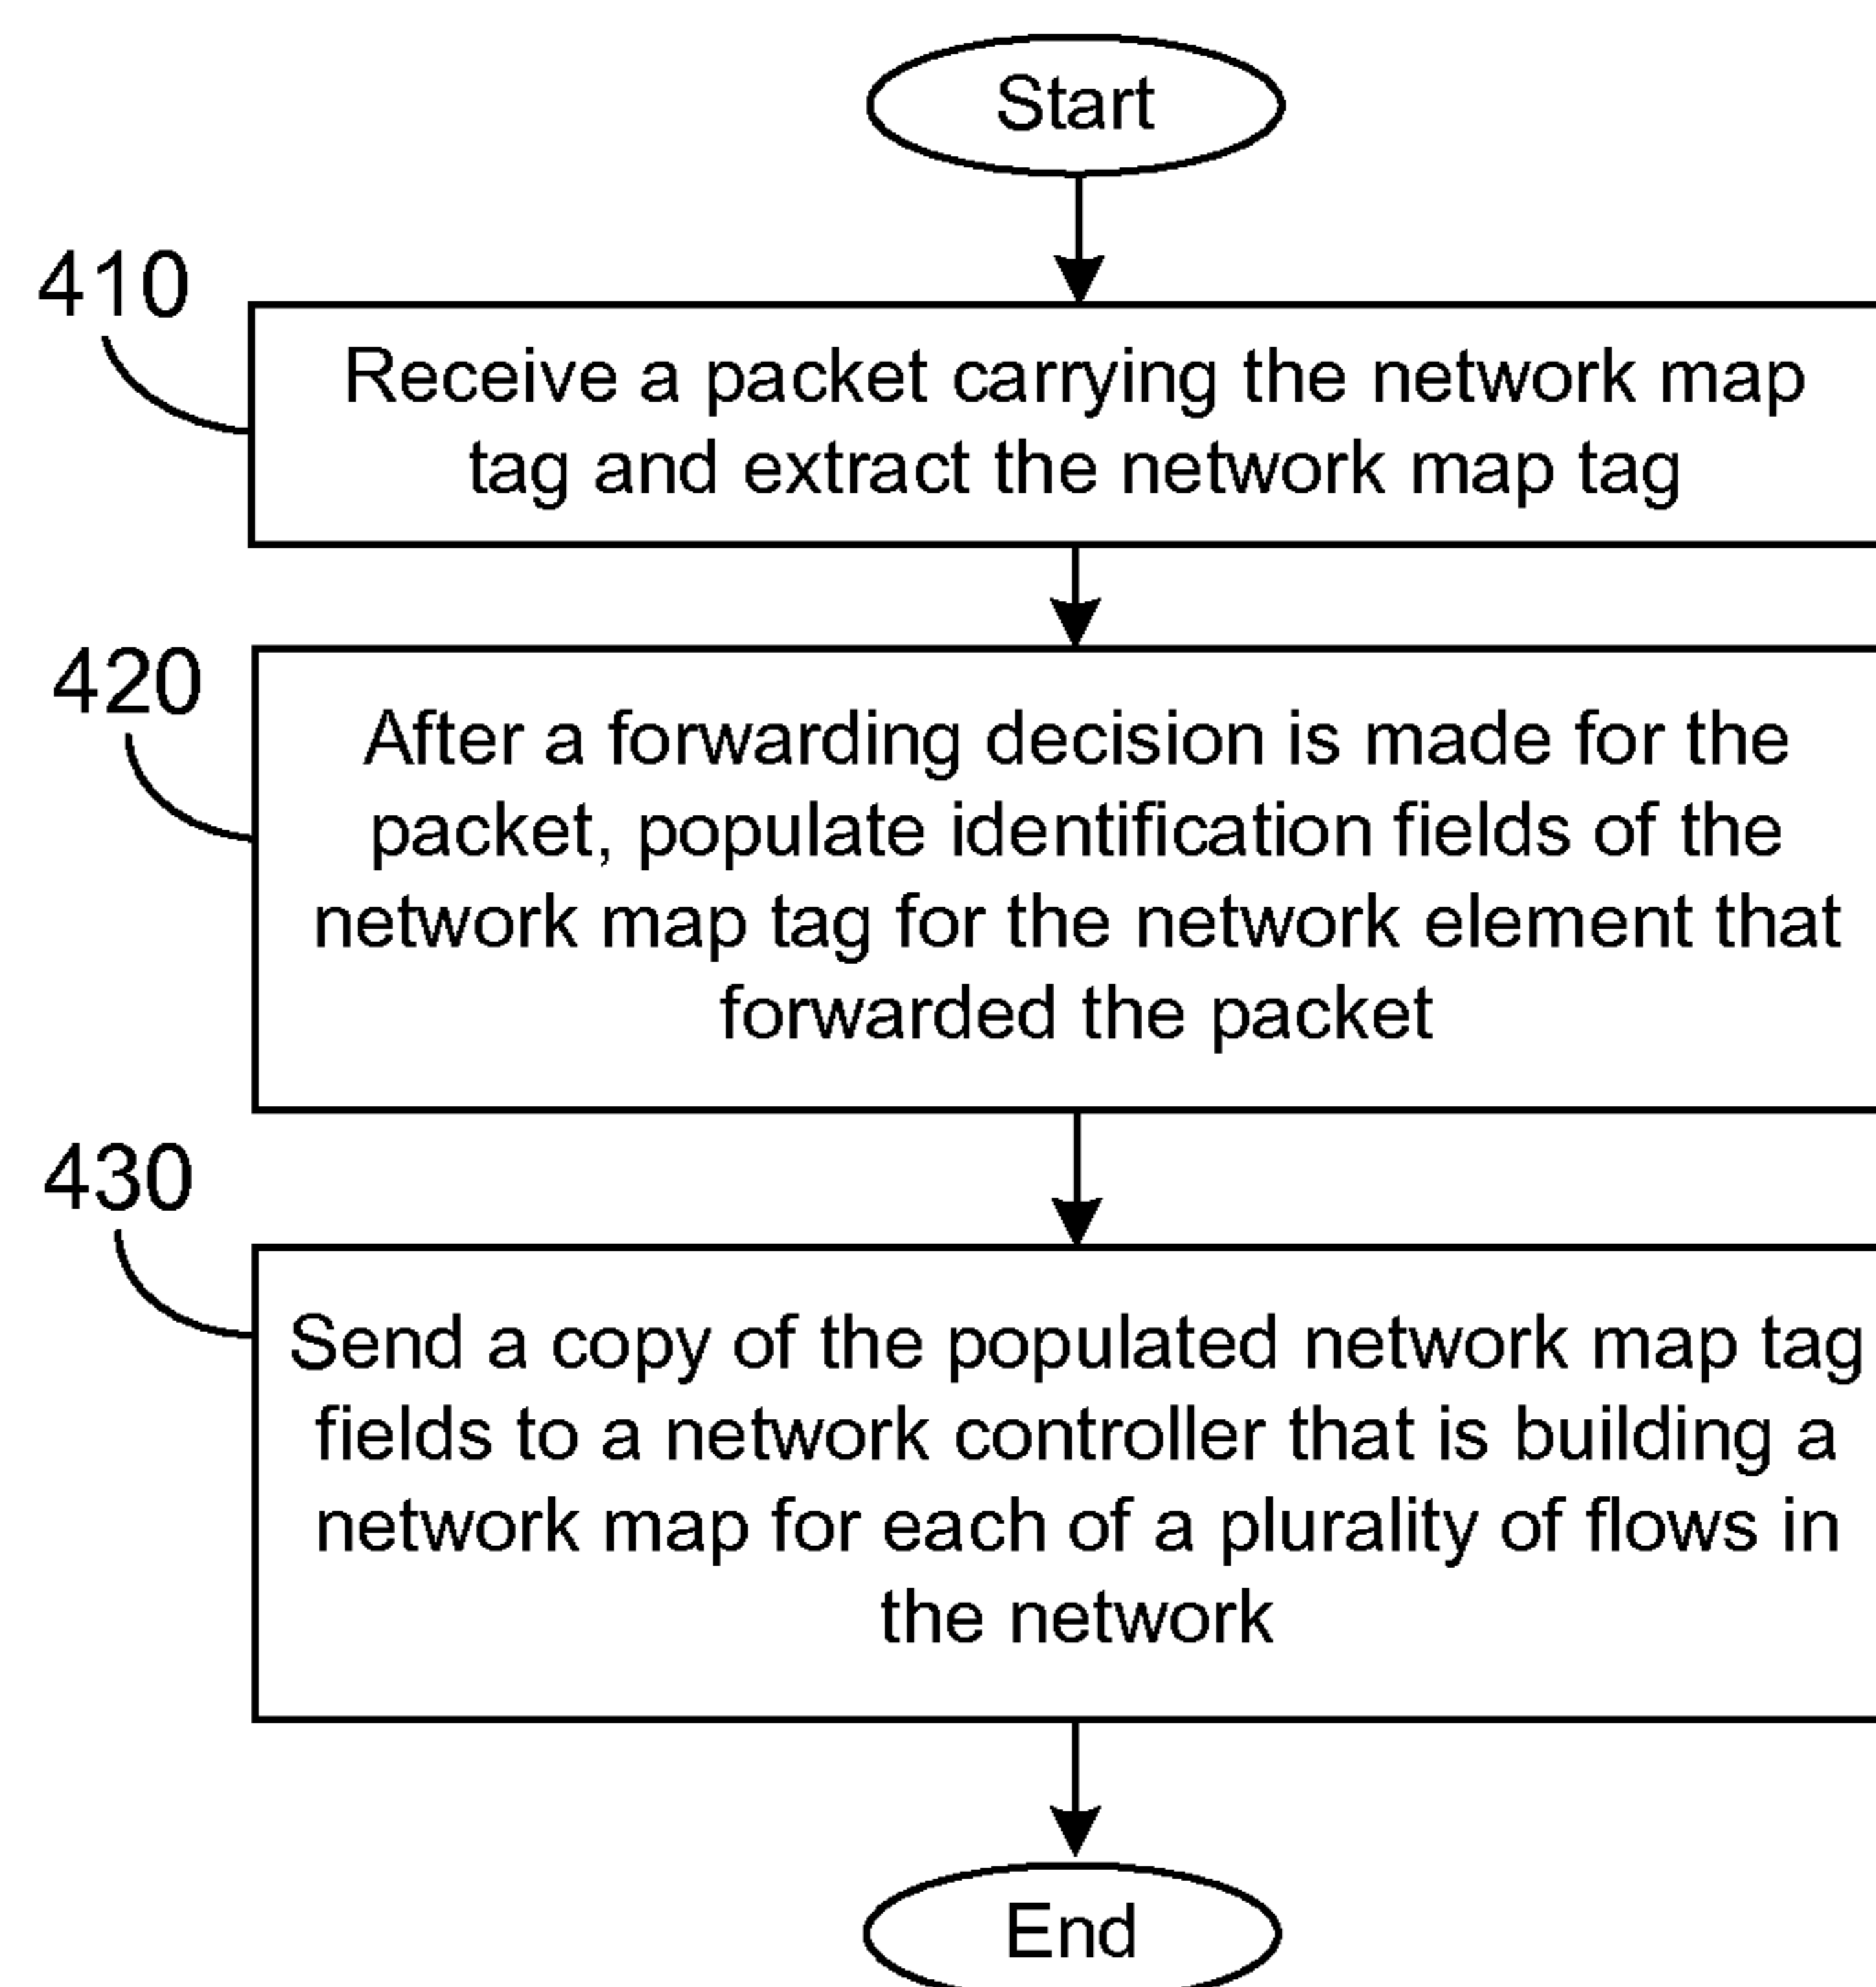 Start
410
Receive a packet carrying the network map
tag and extract the network map tag
420
After a forwarding decision is made for the
packet, populate identification fields of the
network map tag for the network element that
forwarded the packet
430
Send a copy of the populated network map tag
fields to a network controller that is building a
network map for each of a plurality of flows in
the network
End